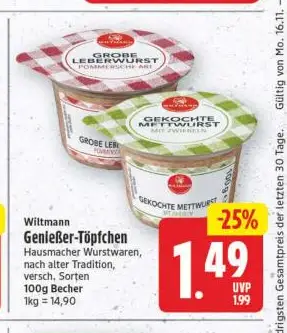 GROBE
LEBERWURST
POMMERSCHE ART
GEKOCHTE
METTWURST
MIT ZWIEBELN
GROBE LEBE
GEKOCHTE METTWURST
100g e
Wiltmann
Genießer-Töpfchen
Hausmacher Wurstwaren,
nach alter Tradition,
versch. Sorten
100g Becher
1kg = 14,90
-25%
1.49
UVP
1.99
drigsten Gesamtpreis der letzten 30 Tage. Gültig von Mo. 16.11. –